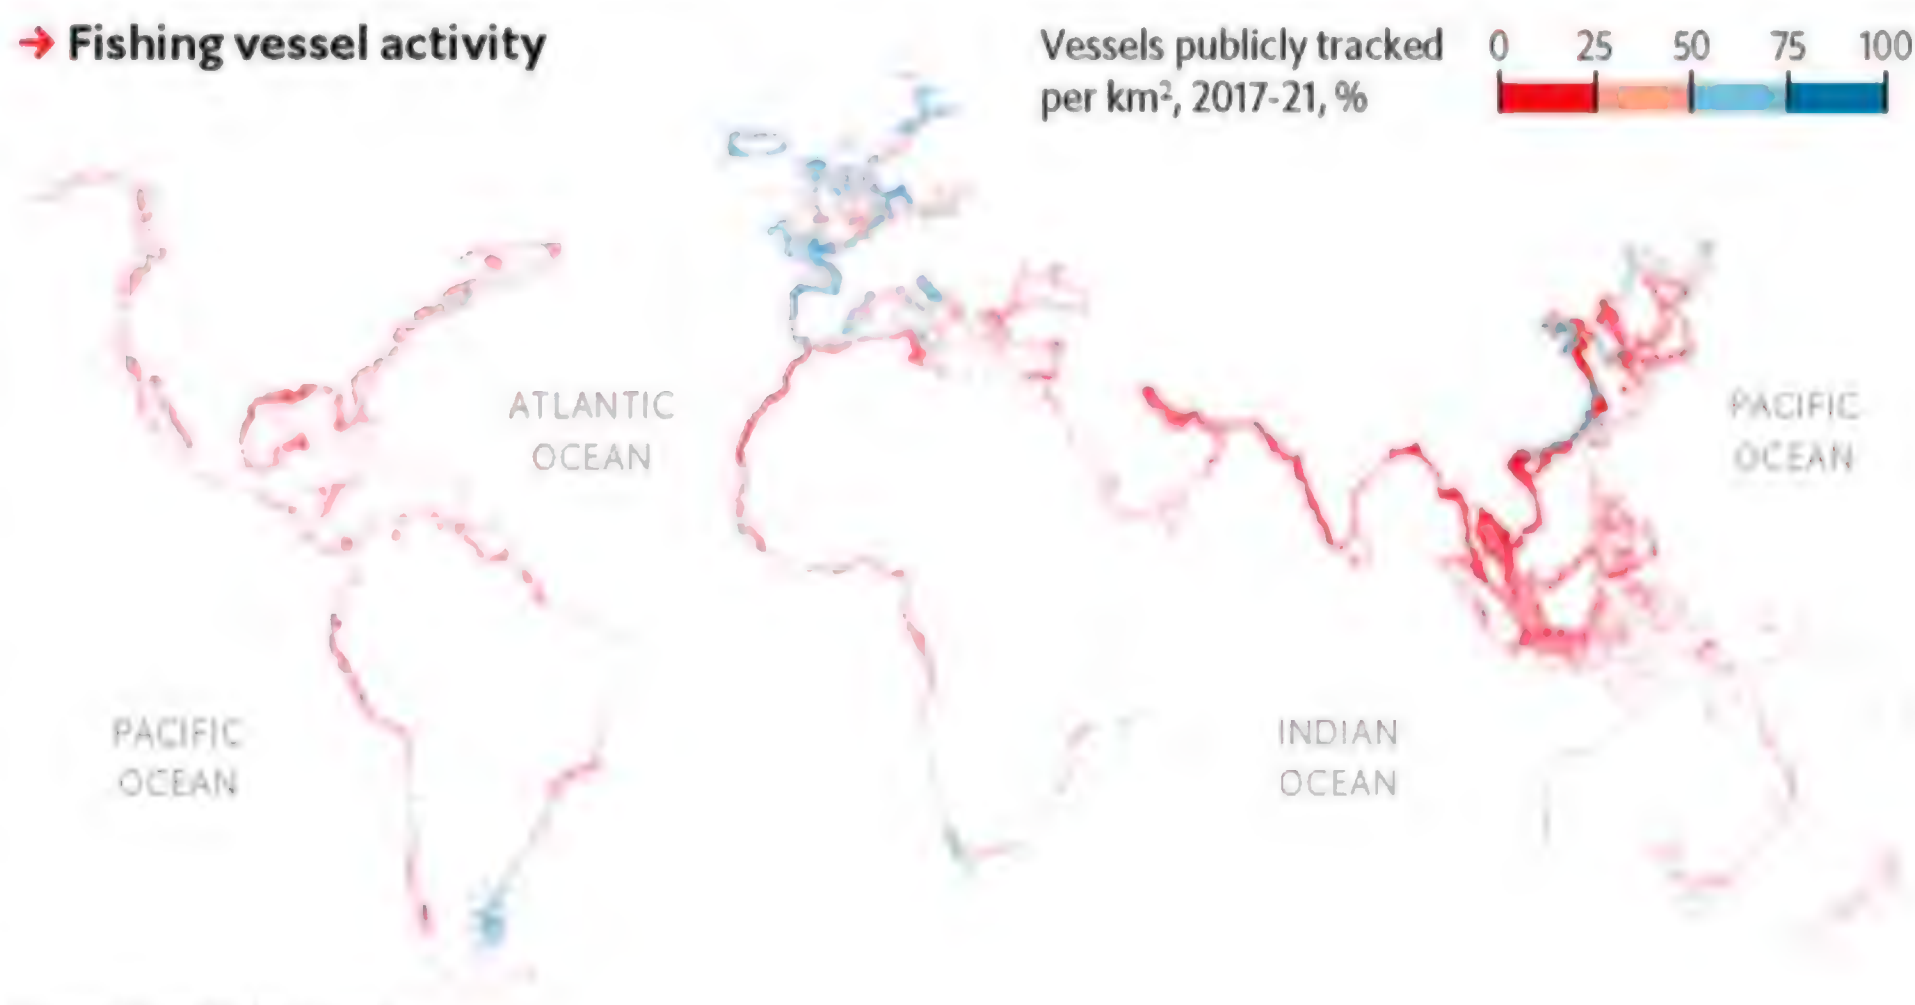 → Fishing vessel activity
Vessels publicly tracked
per km², 2017-21, %
0 25 50 75 100
ATLANTIC
OCEAN
PACIFIC
OCEAN
PACIFIC
OCEAN
INDIAN
OCEAN